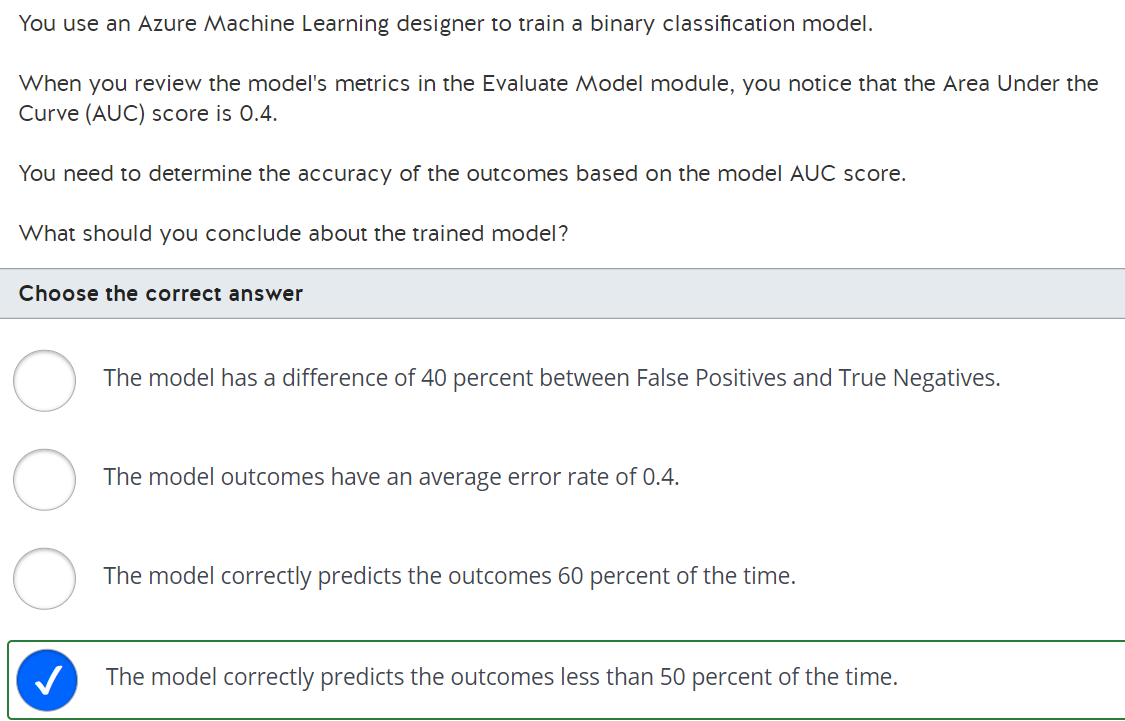 You use an Azure Machine Learning designer to train a binary classification model.
When you review the model's metrics in the Evaluate Model module, you notice that the Area Under the
Curve (AUC) score is 0.4.
You need to determine the accuracy of the outcomes based on the model AUC score.
What should you conclude about the trained model?
Choose the correct answer
The model has a difference of 40 percent between False Positives and True Negatives.
The model outcomes have an average error rate of 0.4.
The model correctly predicts the outcomes 60 percent of the time.
The model correctly predicts the outcomes less than 50 percent of the time.